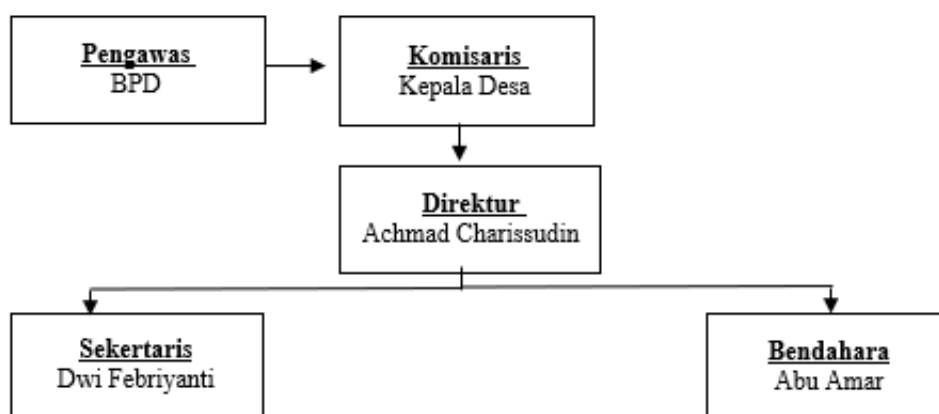 Pengawas
BPD
Komisaris
Kepala Desa
Direktur
Achmad Charissudin
Sekertaris
Dwi Febriyanti
Bendahara
Abu Amar